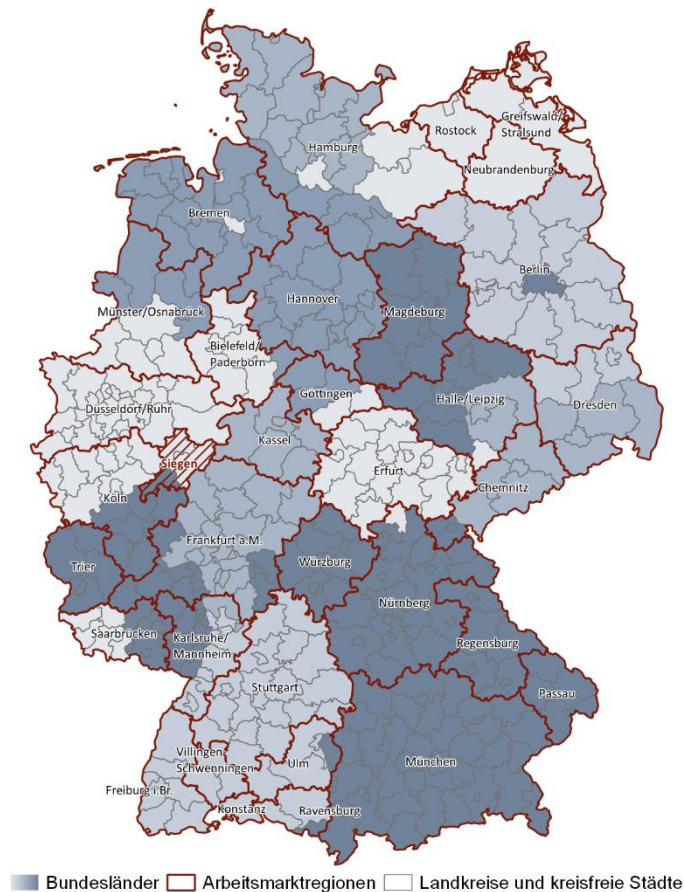 Greifswald/
Stralsund
Rostock
Hamburg
Neubrandenburg
Bremen
Berlin
Hannover
Münster/Osnabrück
Magdeburg
Bielefeld/
Paderborn
Göttingen
Halle/Leipzig
Düsseldorf/Ruhr
Dresden
Kassel
Siegen
Erfurt
Köln
Chemnitz
Frankfurt a.M.
Würzburg
Trier
Nürnberg
Saarbrücken
Karlsruhe/
Mannheim
Regensburg
Stuttgart
Passau
Villingen-
Schwenningen
Ulm
München
Freiburg i.Br.
Konstanz
Ravensburg
Bundesländer Arbeitsmarktregionen Landkreise und kreisfreie Städte